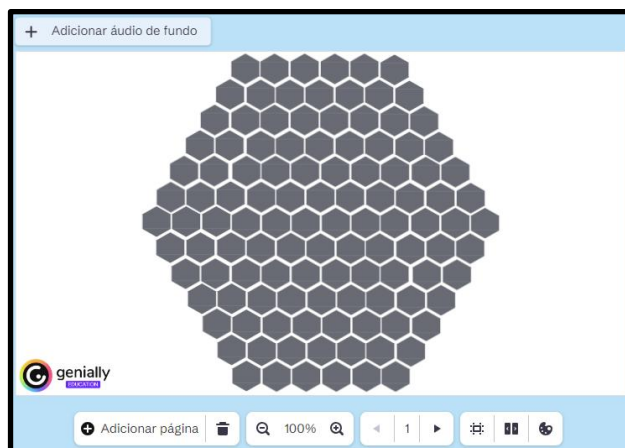 + Adicionar áudio de fundo
genially
EDUCATION
Adicionar página
100%
1